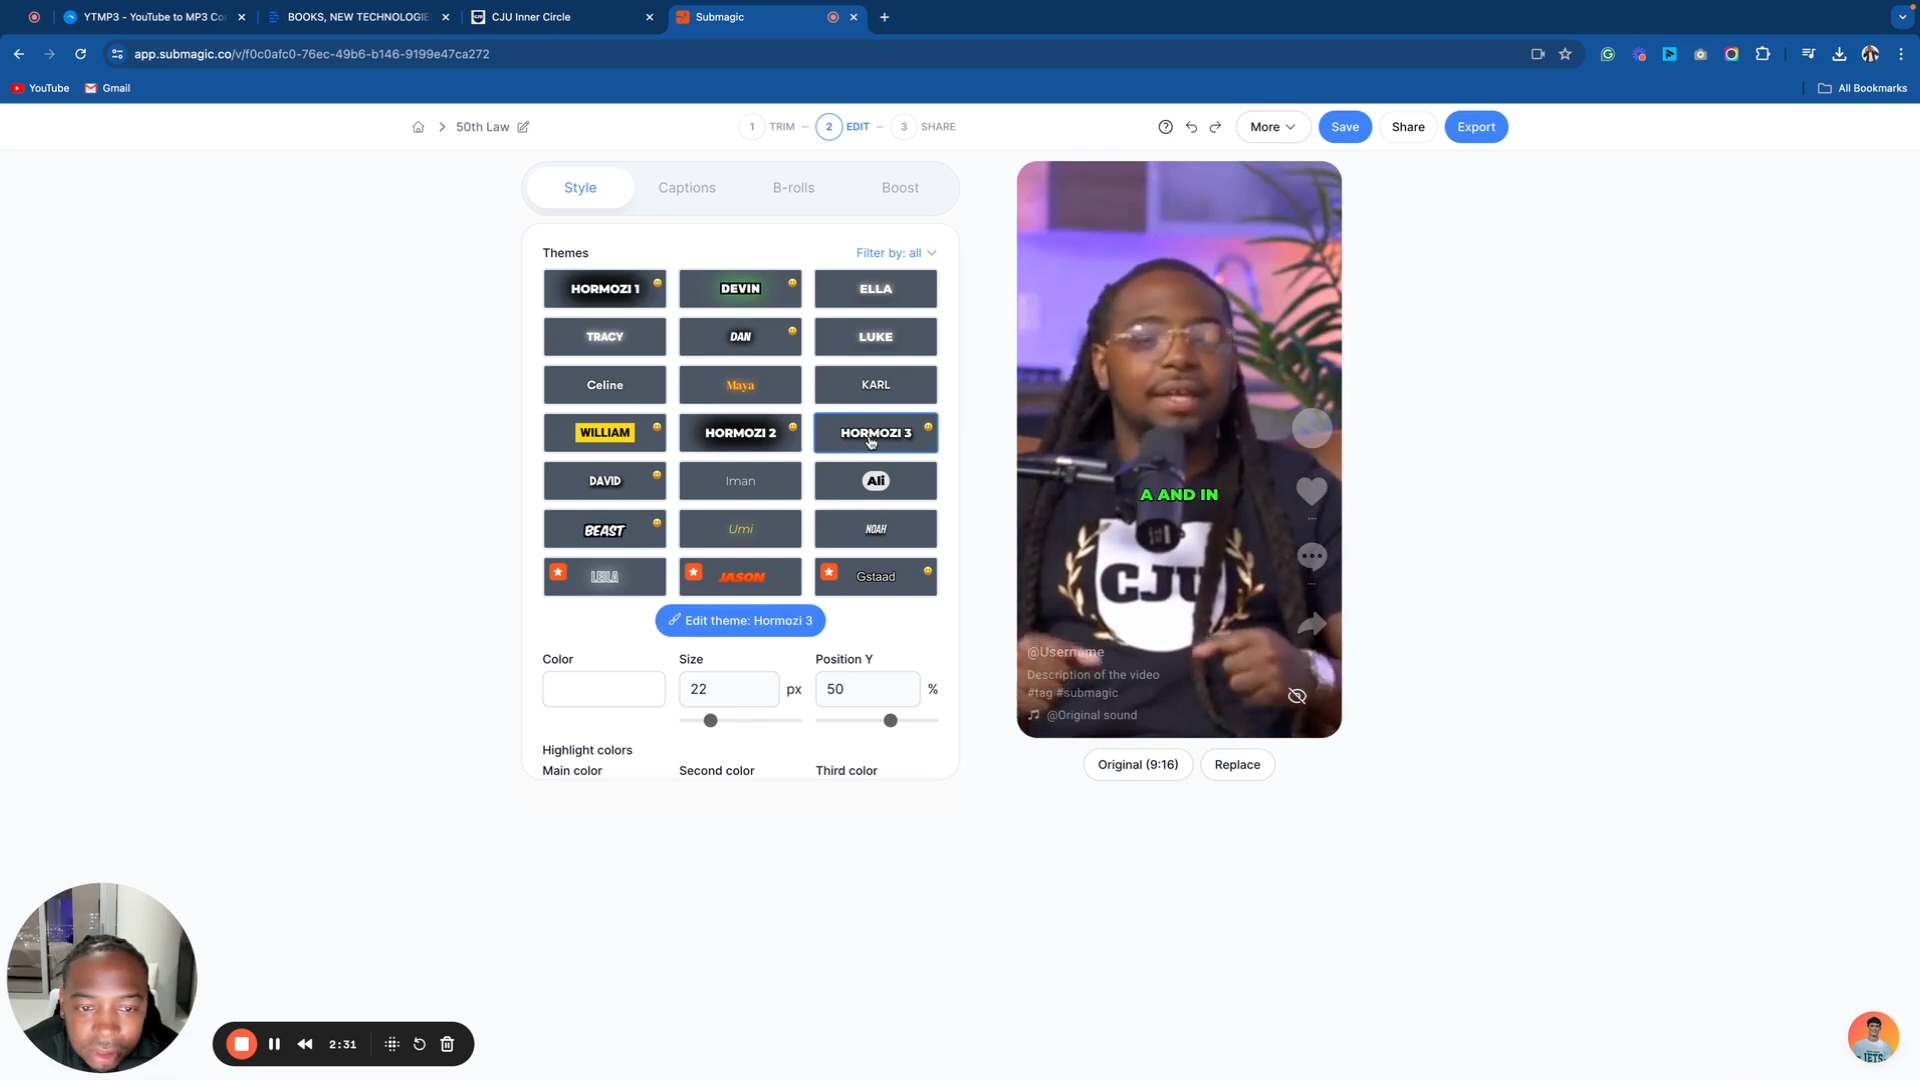 YTMP3 - YouTube to MP3 Co
BOOKS, NEW TECHNOLOGIE
CJU Inner Circle
Submagic
app.submagic.co/v/f0c0afc0-76ec-49b6-b146-9199e47ca272
YouTube
Gmail
All Bookmarks
50th Law
1 TRIM
2 EDIT
3 SHARE
More
Save
Share
Export
Style
Captions
B-rolls
Boost
Themes
Filter by: all
HORMOZI 1
DEVIN
ELLA
TRACY
DAN
LUKE
Celine
Maya
KARL
WILLIAM
HORMOZI 2
HORMOZI 3
DAVID
Iman
Ali
BEAST
Umi
NOAH
LEILA
JASON
Gstaad
Edit theme: Hormozi 3
Color
Size
Position Y
22 px
50 %
Highlight colors
Main color
Second color
Third color
A AND IN
CJU
@Username
Description of the video
#tag #submagic
@Original sound
Original (9:16)
Replace
2:31
JETS